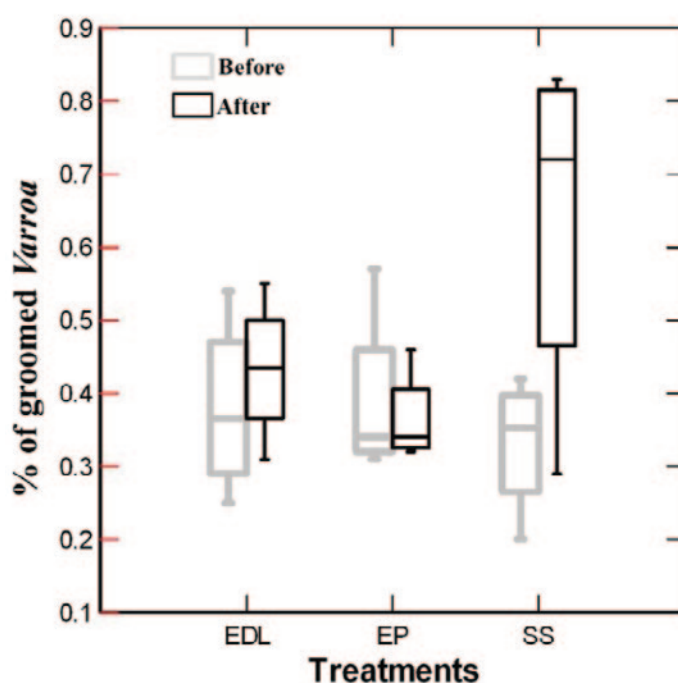 % of groomed Varroa
0.9
0.8
0.7
0.6
0.5
0.4
0.3
0.2
0.1
Before
After
EDL
EP
SS
Treatments